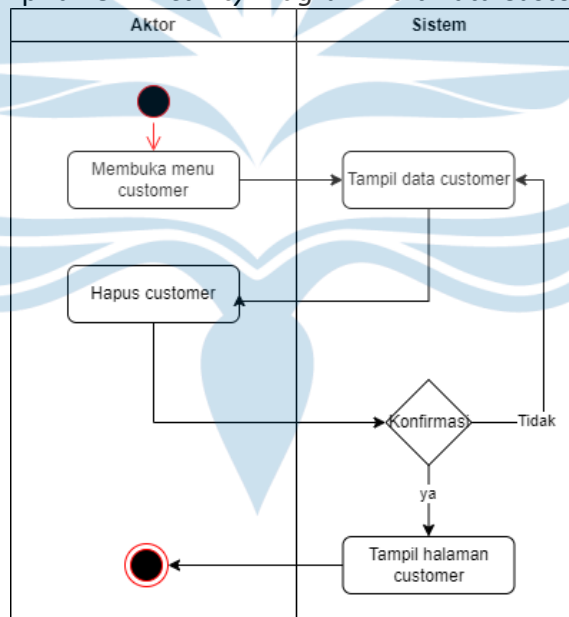 Aktor
Sistem
Membuka menu
customer
Tampil data customer
Hapus customer
Konfirmasi
Tidak
ya
Tampil halaman
customer